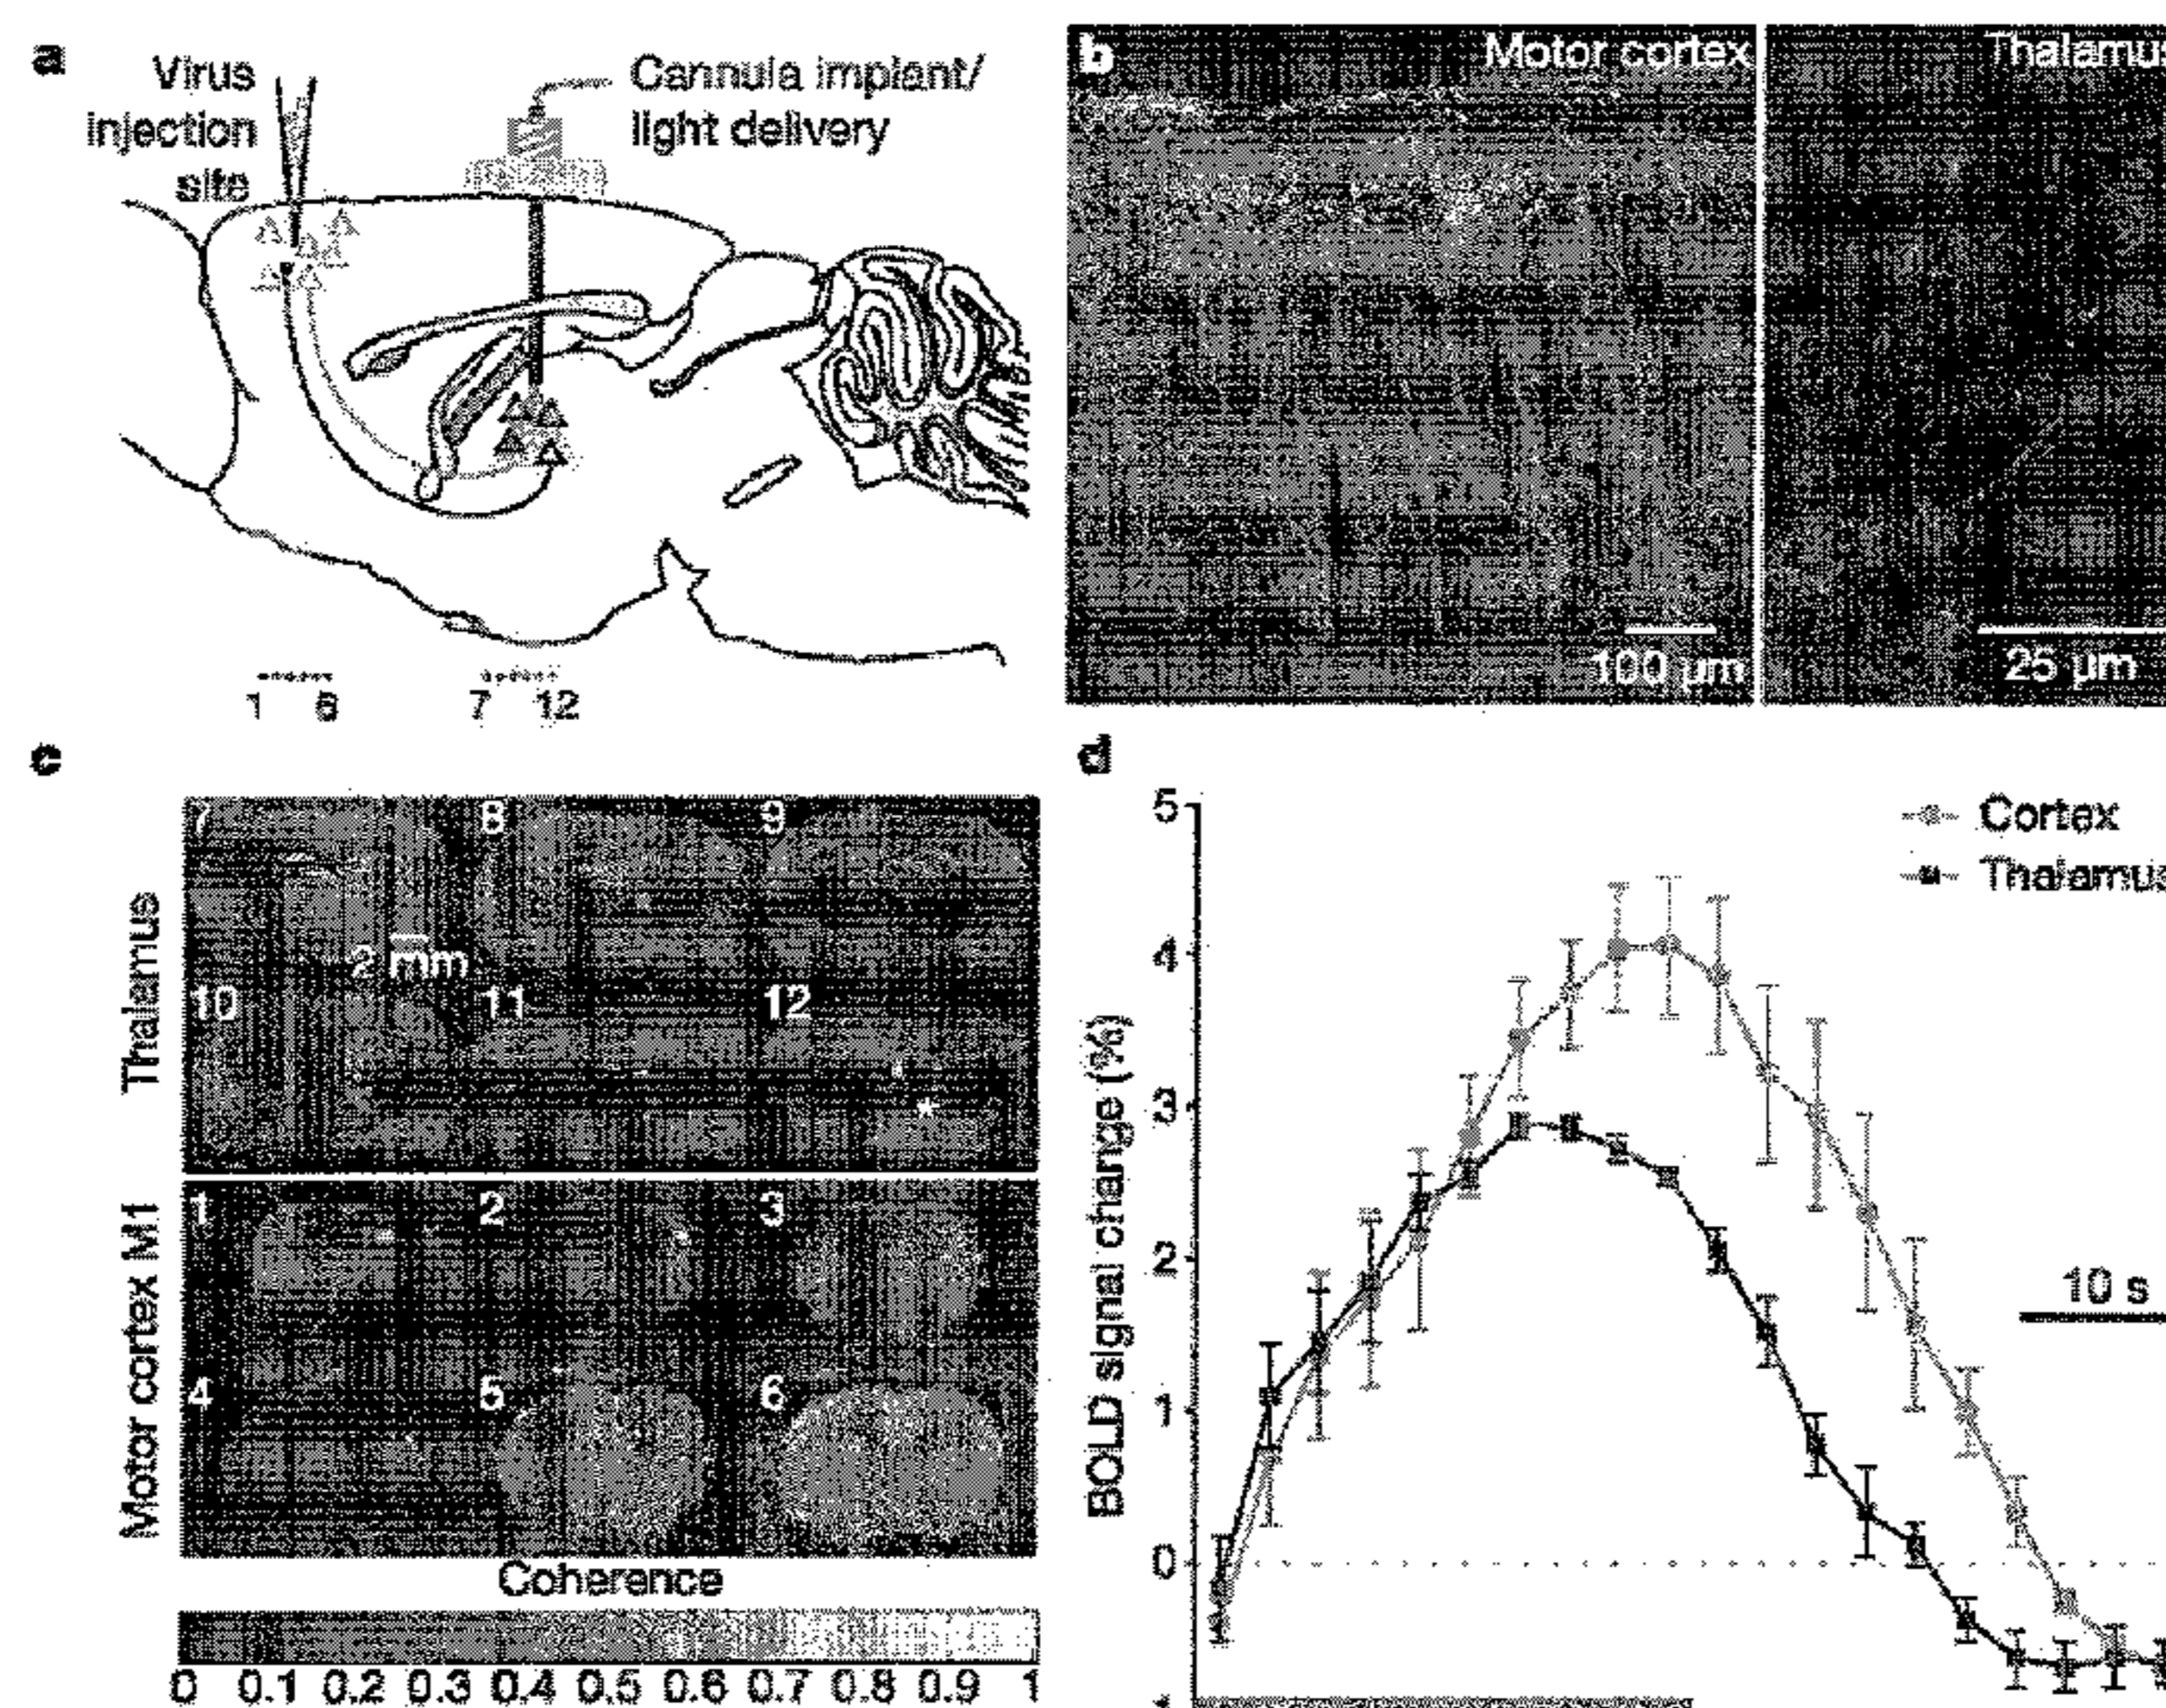 a
Virus
injection
site
Cannula implant/
light delivery
1 6 7 12
b
Motor cortex
100 µm
Thalamus
25 µm
c
Thalamus
7 8 9
2 mm
10 11 12
Motor cortex M1
1 2 3
4 5 6
Coherence
0 0.1 0.2 0.3 0.4 0.5 0.6 0.7 0.8 0.9 1
d
BOLD signal change (%)
5
4
3
2
1
0
Cortex
Thalamus
10 s